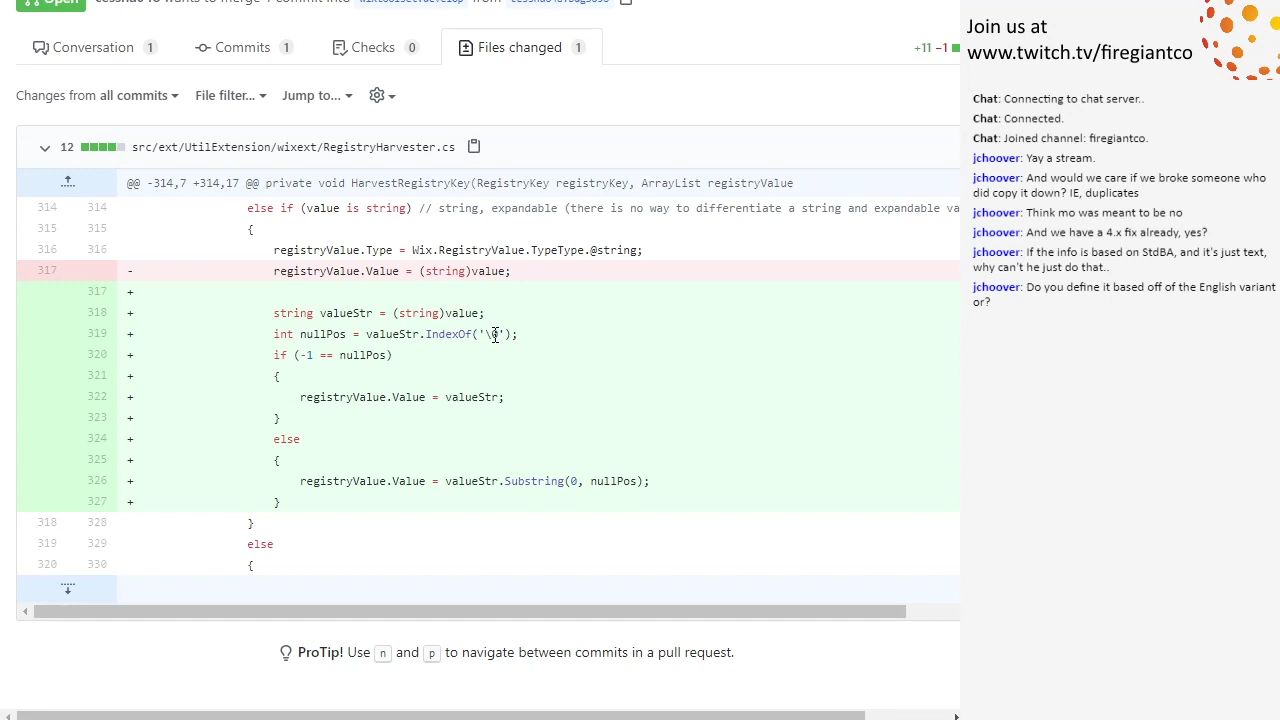 Open
wants to merge
commit into
from
Conversation 1
Commits 1
Checks 0
Files changed 1
+11 −1
Changes from all commits
File filter...
Jump to...
12 src/ext/UtilExtension/wixext/RegistryHarvester.cs
@@ -314,7 +314,17 @@ private void HarvestRegistryKey(RegistryKey registryKey, ArrayList registryValue
314 314 else if (value is string) // string, expandable (there is no way to differentiate a string and expandable va
315 315 {
316 316 registryValue.Type = Wix.RegistryValue.TypeType.@string;
317 - registryValue.Value = (string)value;
317 +
318 + string valueStr = (string)value;
319 + int nullPos = valueStr.IndexOf('\0');
320 + if (-1 == nullPos)
321 + {
322 + registryValue.Value = valueStr;
323 + }
324 + else
325 + {
326 + registryValue.Value = valueStr.Substring(0, nullPos);
327 + }
318 328 }
319 329 else
320 330 {
ProTip! Use n and p to navigate between commits in a pull request.
Join us at
www.twitch.tv/firegiantco
Chat: Connecting to chat server..
Chat: Connected.
Chat: Joined channel: firegiantco.
jchoover: Yay a stream.
jchoover: And would we care if we broke someone who
did copy it down? IE, duplicates
jchoover: Think mo was meant to be no
jchoover: And we have a 4.x fix already, yes?
jchoover: If the info is based on StdBA, and it's just text,
why can't he just do that..
jchoover: Do you define it based off of the English variant
or?